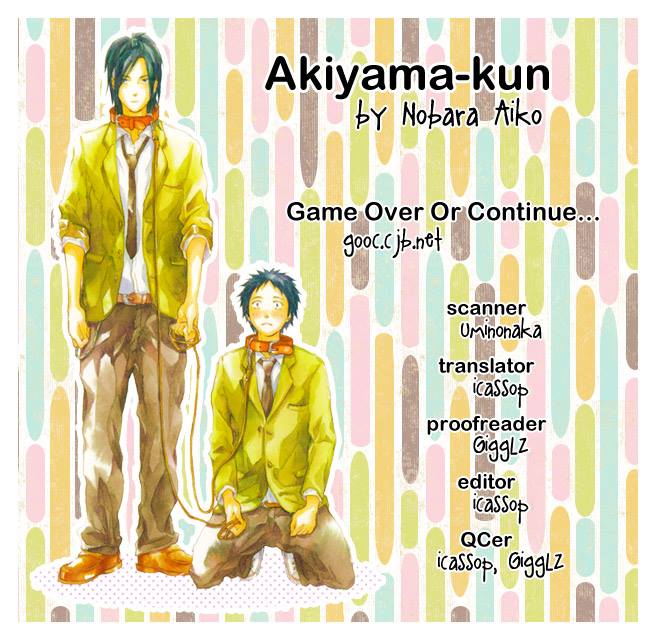 Akiyama-kun
by Nobara Aiko
Game Over Or Continue...
gooc.cjb.net
scanner
uminonaka
translator
icassop
proofreader
GiggLZ
editor
icassop
QCer
icassop, GiggLZ